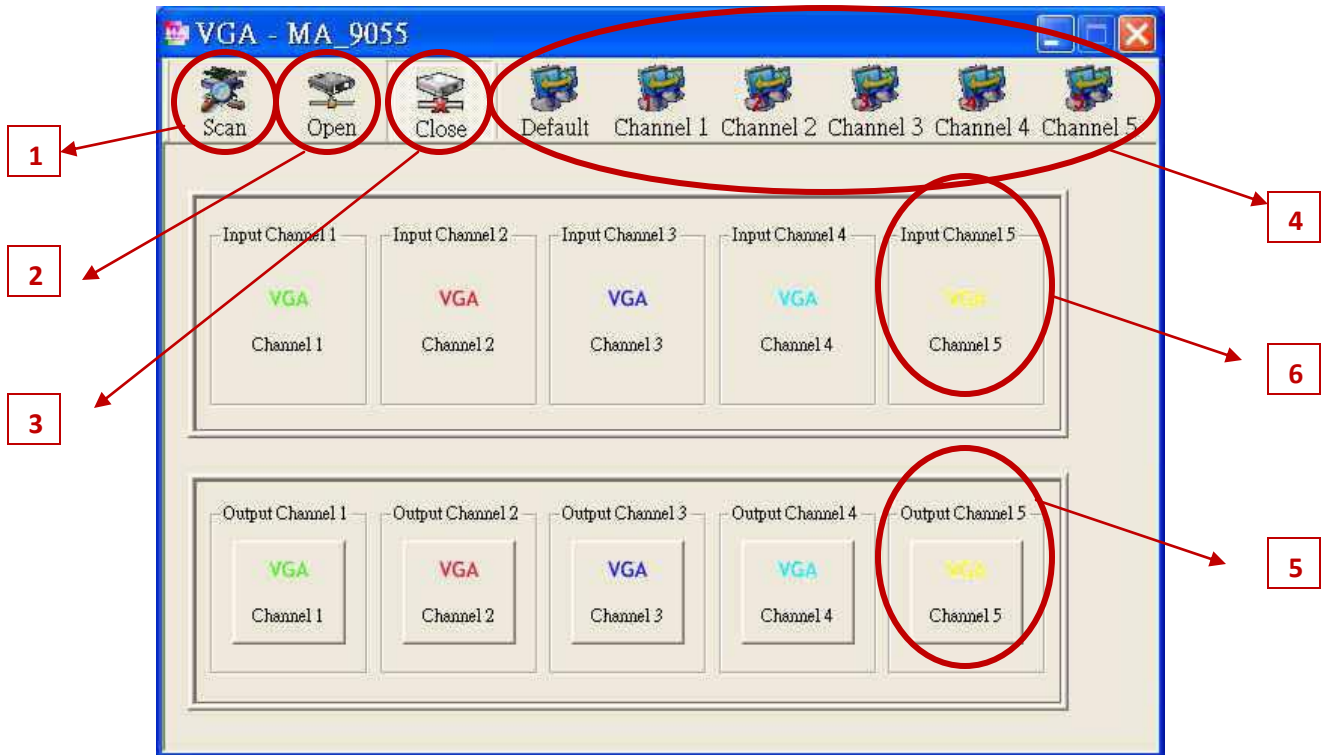 VGA - MA_9055
Scan Open Close Default Channel 1 Channel 2 Channel 3 Channel 4 Channel 5
1
2
3
4
6
5
Input Channel 1 Input Channel 2 Input Channel 3 Input Channel 4 Input Channel 5
VGA VGA VGA VGA VGA
Channel 1 Channel 2 Channel 3 Channel 4 Channel 5
Output Channel 1 Output Channel 2 Output Channel 3 Output Channel 4 Output Channel 5
VGA VGA VGA VGA VGA
Channel 1 Channel 2 Channel 3 Channel 4 Channel 5